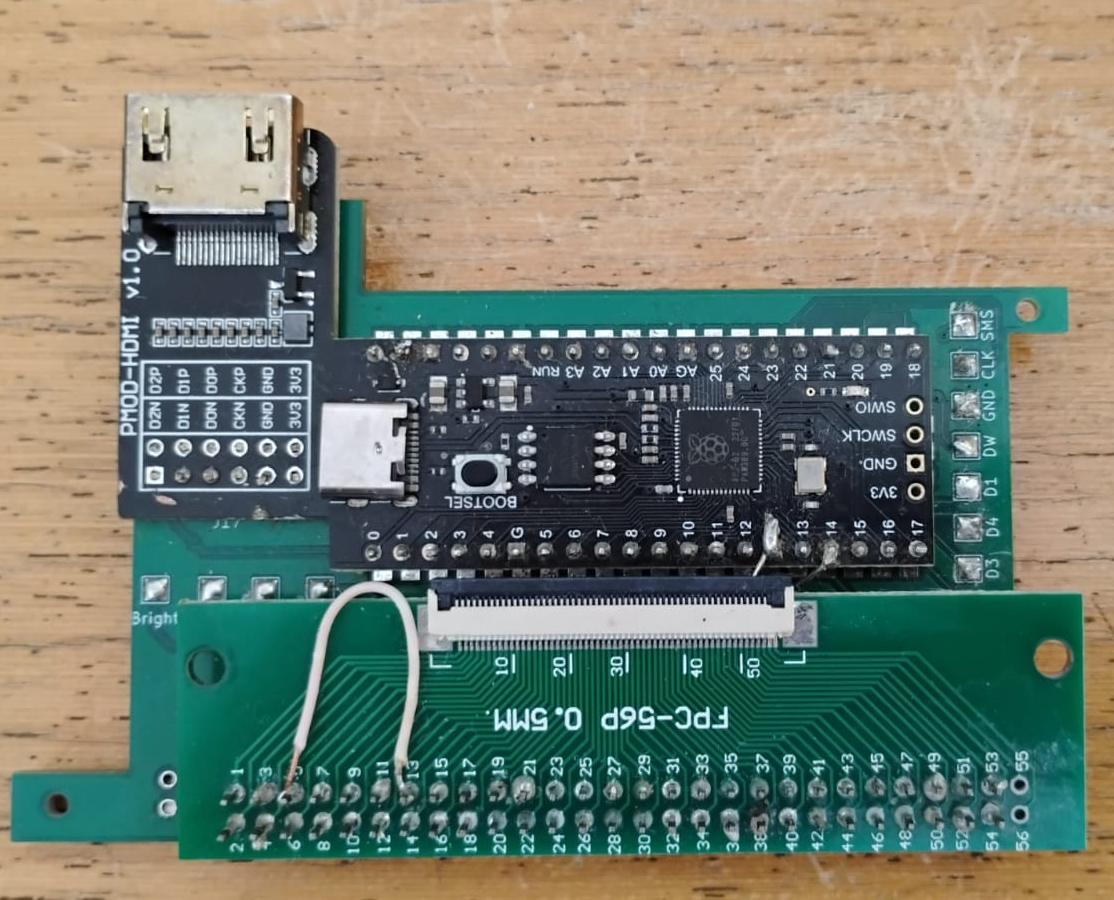 PMOD-HDMI v1.0
D2P D1P D0P CKP GND 3V3
D2N D1N D0N CKN GND 3V3
RUN A3 A2 A1 A0 AG 25 24 23 22 21 20 19 18
SWIO
SWCLK
GND
3V3
BOOTSEL
0 1 2 3 4 G 5 6 7 8 9 10 11 12 13 14 15 16 17
SMS
CLK
GND
DW
D1
D4
D3
Bright
10 20 30 40 50
FPC-56P 0.5MM.
1 3 7 9 11 13 15 17 19 21 23 25 27 29 31 33 35 37 39 41 43 45 47 49 51 53 55
2 4 6 8 10 12 14 16 18 20 22 24 26 28 30 32 34 38 40 42 44 46 48 50 52 54 56